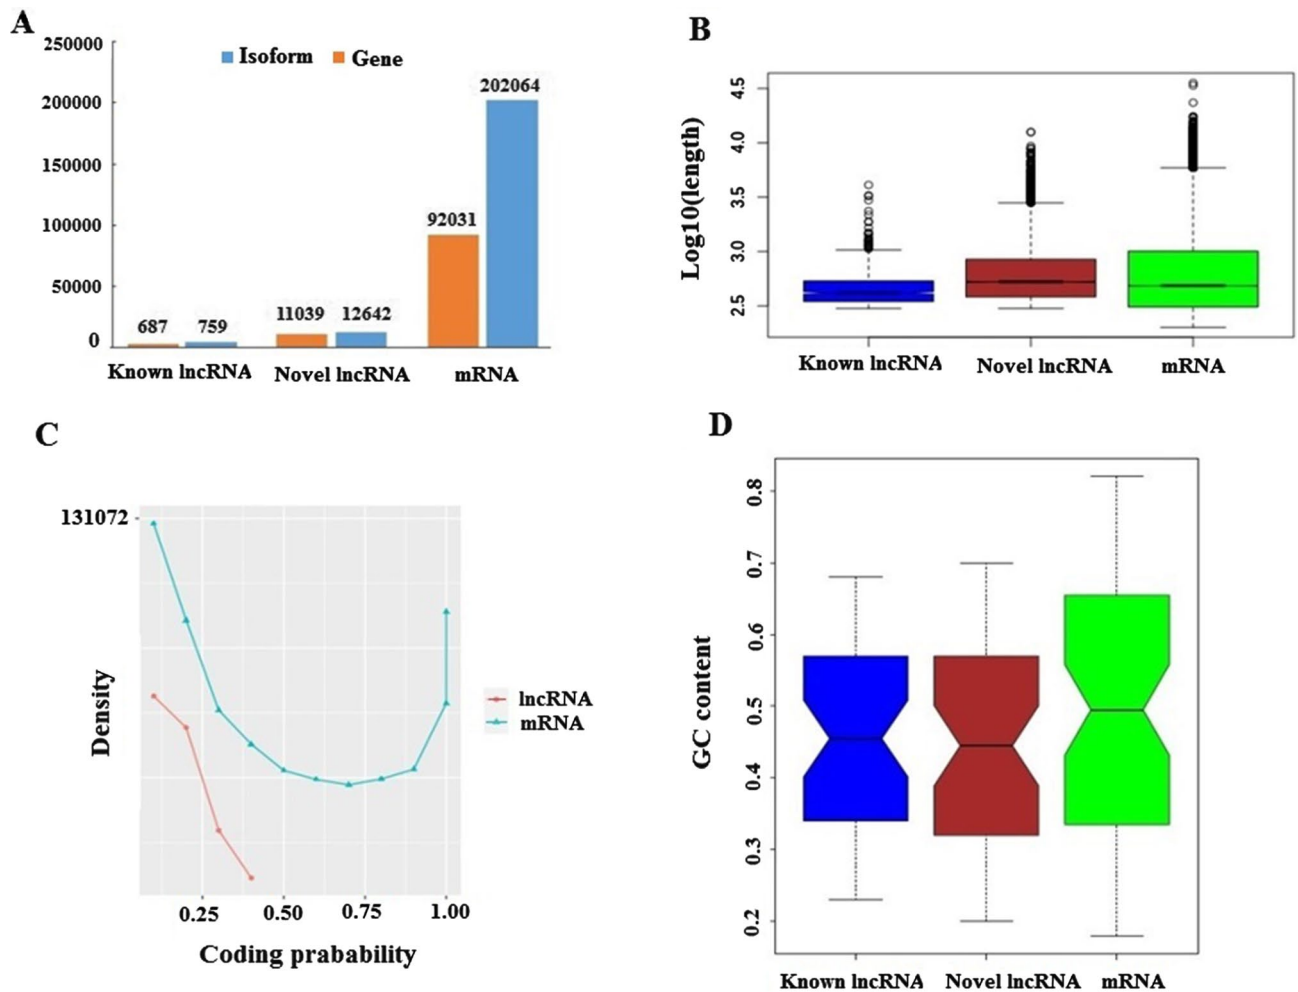 A
250000
200000
150000
100000
50000
0
Isoform Gene
687 759 11039 12642 92031 202064
Known lncRNA Novel lncRNA mRNA
B
Log10(length)
4.5
4.0
3.5
3.0
2.5
Known lncRNA Novel lncRNA mRNA
C
131072
Density
lncRNA
mRNA
0.25 0.50 0.75 1.00
Coding prabability
D
GC content
0.8
0.7
0.6
0.5
0.4
0.3
0.2
Known lncRNA Novel lncRNA mRNA